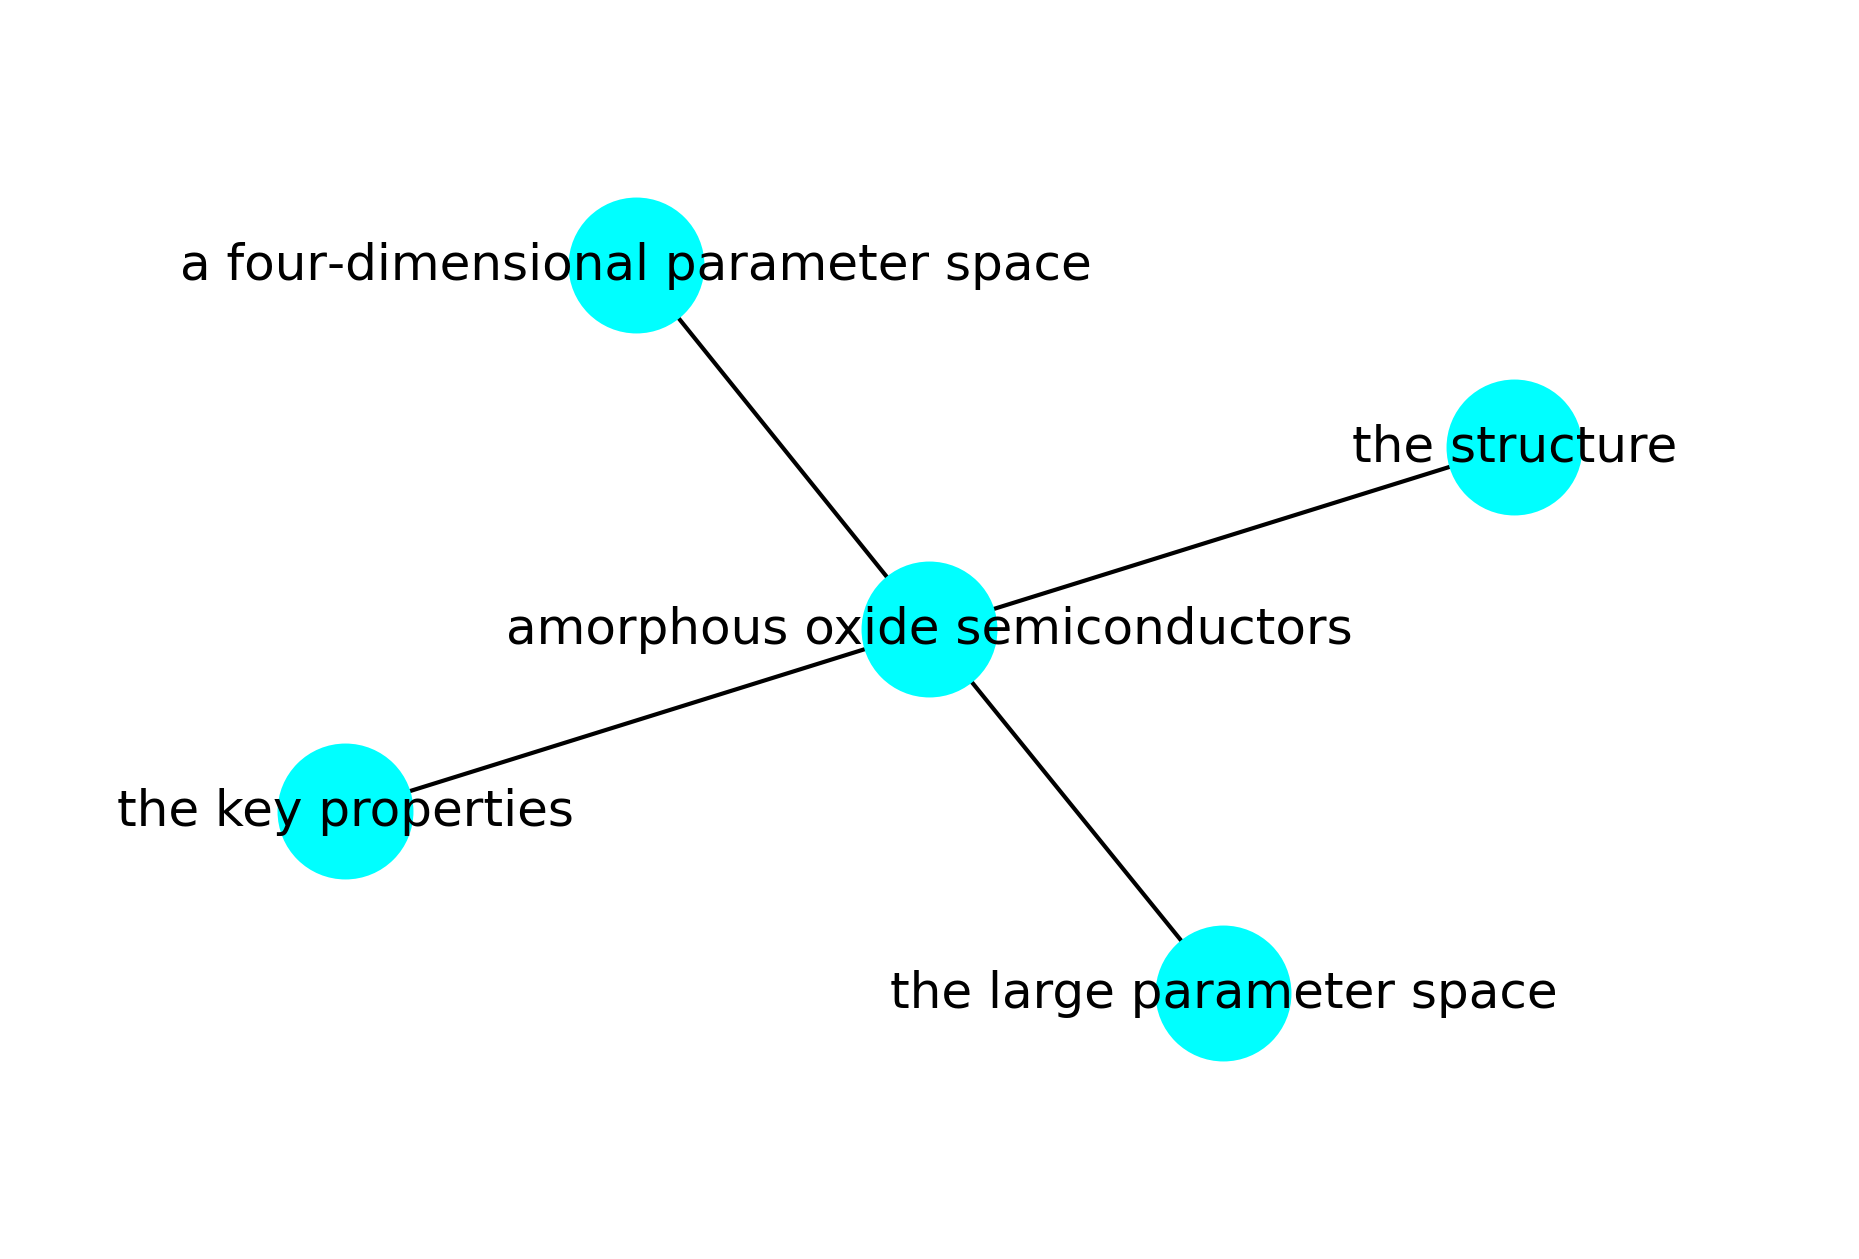 a four-dimensional parameter space
the structure
amorphous oxide semiconductors
the key properties
the large parameter space